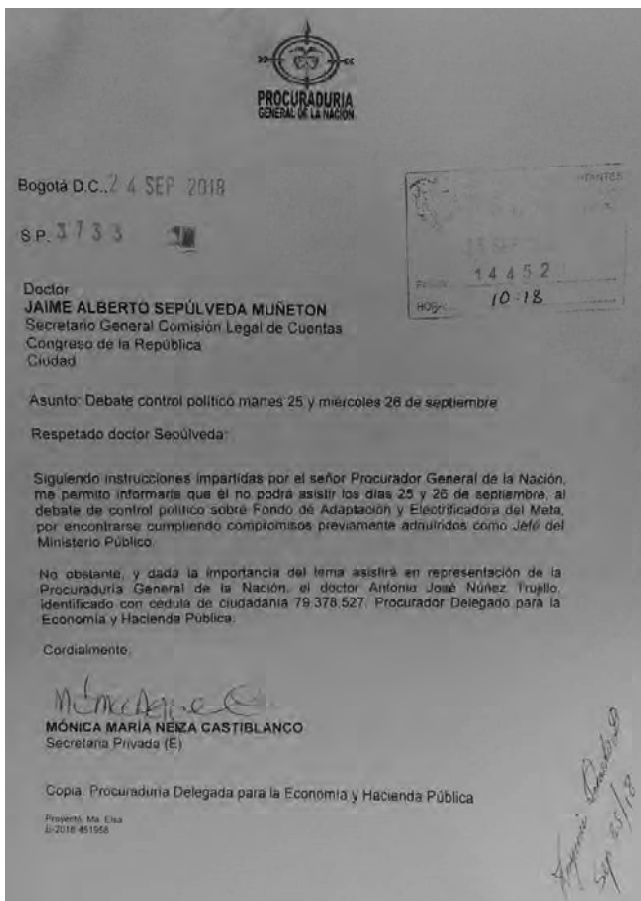 PROCURADURIA
GENERAL DE LA NACION
Bogotá D.C., 24 SEP 2018
S.P. 3733
14452
HORA 10:18
Doctor
JAIME ALBERTO SEPÚLVEDA MUÑETON
Secretario General Comisión Legal de Cuentas
Congreso de la República
Ciudad
Asunto: Debate control político martes 25 y miércoles 26 de septiembre
Respetado doctor Sepúlveda:
Siguiendo instrucciones impartidas por el señor Procurador General de la Nación,
me permito informarle que él no podrá asistir los días 25 y 26 de septiembre, al
debate de control político sobre Fondo de Adaptación y Electrificadora del Meta,
por encontrarse cumpliendo compromisos previamente adquiridos como Jefe del
Ministerio Público.
No obstante, y dada la importancia del tema asistirá en representación de la
Procuraduría General de la Nación, el doctor Antonio José Núñez Trujillo,
identificado con cédula de ciudadanía 79.378.527, Procurador Delegado para la
Economía y Hacienda Pública.
Cordialmente,
MÓNICA MARÍA NEIZA CASTIBLANCO
Secretaria Privada (E)
Copia: Procuraduría Delegada para la Economía y Hacienda Pública
Proyectó: Ma. Elsa
E-2018-451958
Sep 25/18